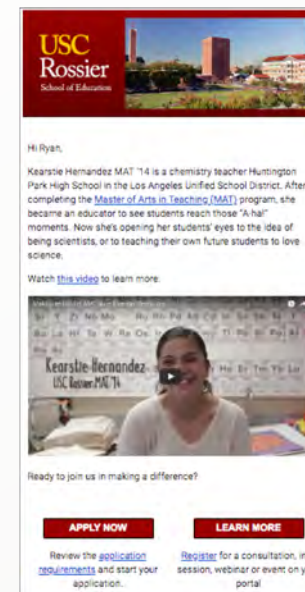 USC
Rossier
School of Education
Hi Ryan,
Kearstie Hernandez MAT '14 is a chemistry teacher Huntington
Park High School in the Los Angeles Unified School District. After
completing the Master of Arts in Teaching (MAT) program, she
became an educator to see students reach those "A-ha!"
moments. Now she's opening her students' eyes to the idea of
being scientists, or to teaching their own future students to love
science.
Watch this video to learn more:
Kearstie Hernandez
USC Rossier MAT '14
Ready to join us in making a difference?
APPLY NOW
Review the application
requirements and start your
application.
LEARN MORE
Register for a consultation,
session, webinar or event on
portal